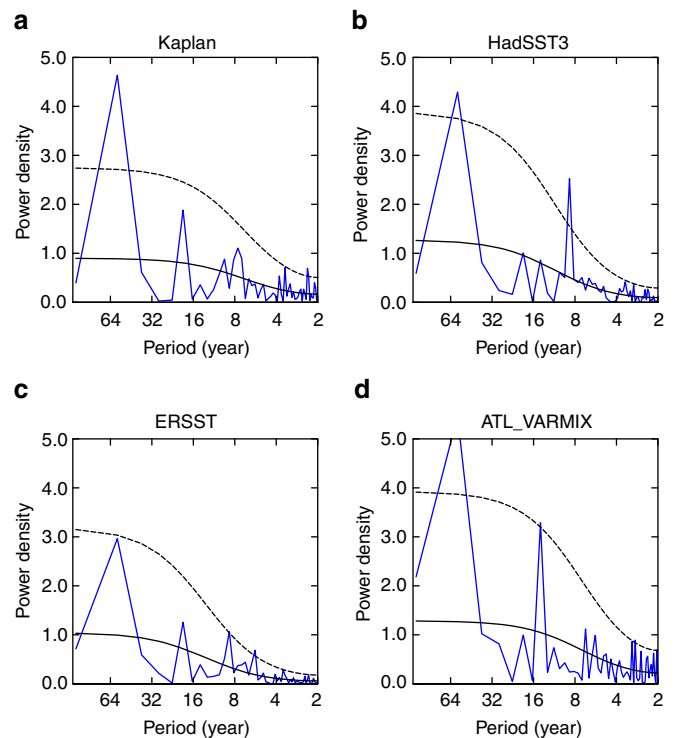 a
Kaplan
Power density
5.0
4.0
3.0
2.0
1.0
0.0
64 32 16 8 4 2
Period (year)
b
HadSST3
Power density
5.0
4.0
3.0
2.0
1.0
0.0
64 32 16 8 4 2
Period (year)
c
ERSST
Power density
5.0
4.0
3.0
2.0
1.0
0.0
64 32 16 8 4 2
Period (year)
d
ATL_VARMIX
Power density
5.0
4.0
3.0
2.0
1.0
0.0
64 32 16 8 4 2
Period (year)